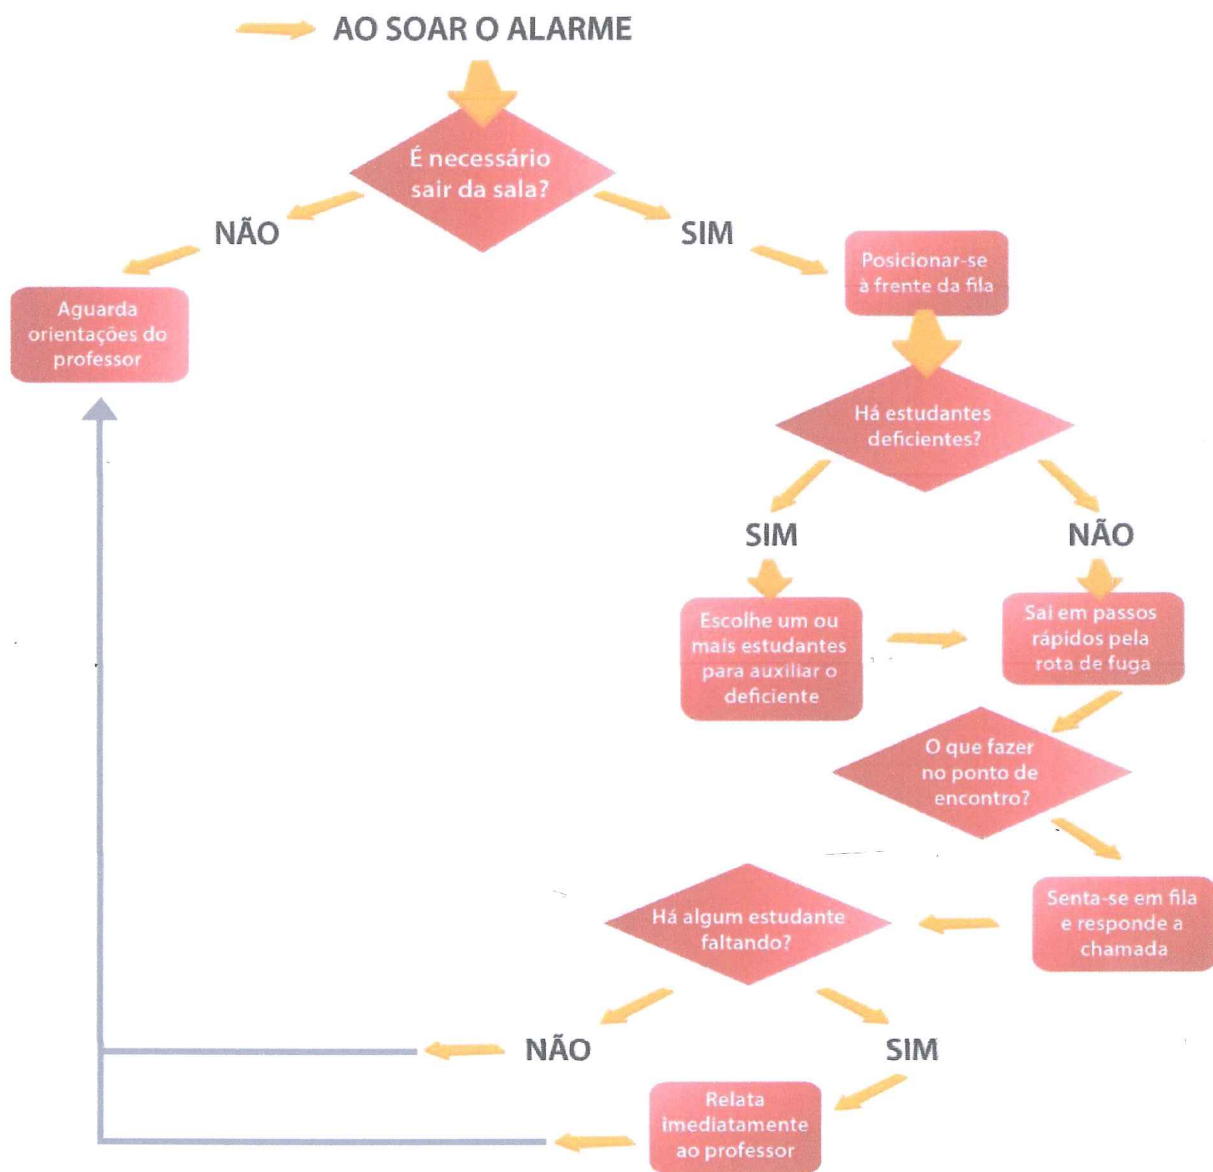 AO SOAR O ALARME
É necessário
sair da sala?
NÃO
SIM
Posicionar-se
à frente da fila
Aguarda
orientações do
professor
Há estudantes
deficientes?
SIM
NÃO
Escolhe um ou
mais estudantes
para auxiliar o
deficiente
Sai em passos
rápidos pela
rota de fuga
O que fazer
no ponto de
encontro?
Senta-se em fila
e responde a
chamada
Há algum estudante
faltando?
NÃO
SIM
Relata
imediatamente
ao professor